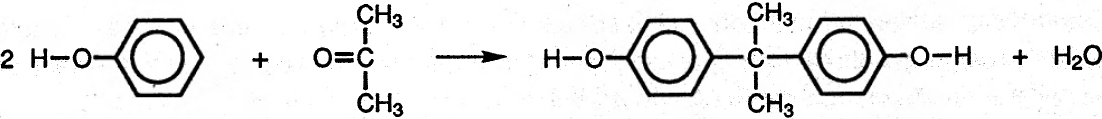 CH₃ CH₃
2 H–O + O=C H–O C O–H + H₂O
CH₃ CH₃